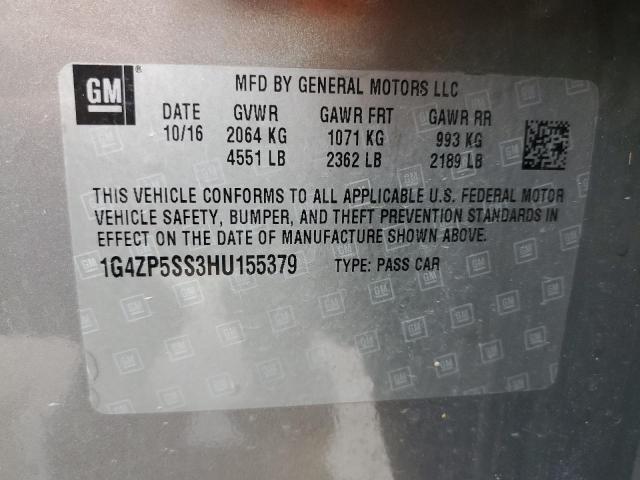 GM
MFD BY GENERAL MOTORS LLC
DATE GVWR GAWR FRT GAWR RR
10/16 2064 KG 1071 KG 993 KG
4551 LB 2362 LB 2189 LB
THIS VEHICLE CONFORMS TO ALL APPLICABLE U.S. FEDERAL MOTOR
VEHICLE SAFETY, BUMPER, AND THEFT PREVENTION STANDARDS IN
EFFECT ON THE DATE OF MANUFACTURE SHOWN ABOVE.
1G4ZP5SS3HU155379 TYPE: PASS CAR